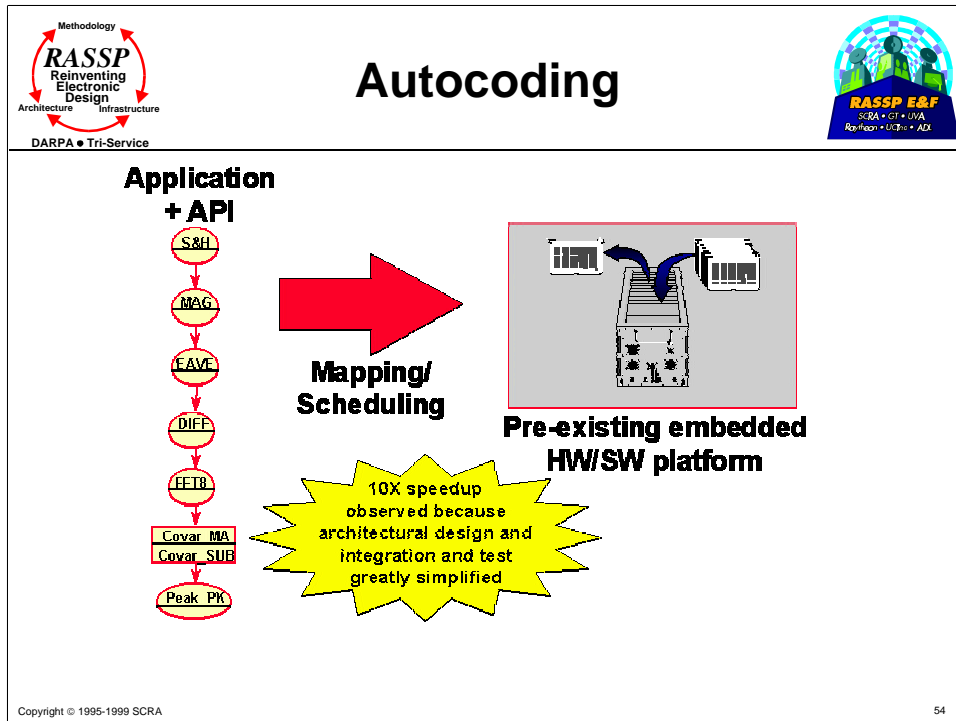 Methodology
RASSP
Reinventing
Electronic
Design
Architecture
Infrastructure
DARPA ● Tri-Service
Autocoding
RASSP E&F
SCRA • GT • UVA
Raytheon • UCinc • ADL
Application
+ API
S&H
MAG
EAVE
DIFF
FFT8
Covar_MA
Covar_SUB
Peak_PK
Mapping/
Scheduling
Pre-existing embedded
HW/SW platform
10X speedup
observed because
architectural design and
integration and test
greatly simplified
Copyright © 1995-1999 SCRA
54